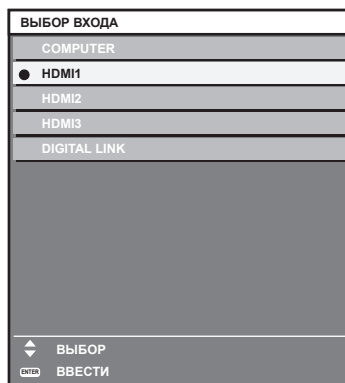 ВЫБОР ВХОДА
COMPUTER
HDMI1
HDMI2
HDMI3
DIGITAL LINK
ВЫБОР
ENTER ВВЕСТИ